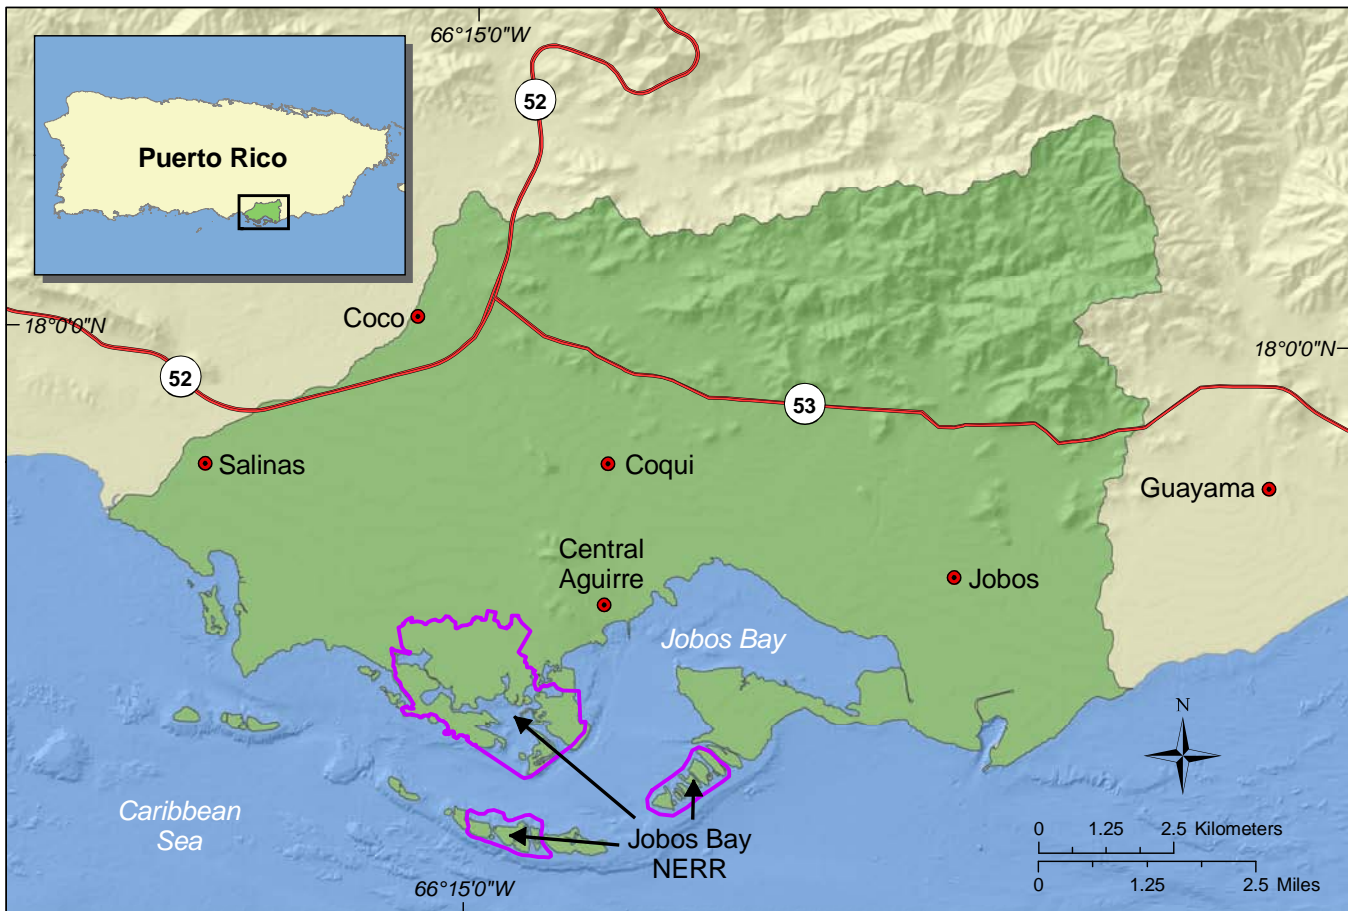 66°15'0"W
Puerto Rico
52
Coco
18°0'0"N
18°0'0"N
52
53
Salinas
Coqui
Guayama
Central
Aguirre
Jobos
Jobos Bay
N
Caribbean
Sea
Jobos Bay
NERR
0 1.25 2.5 Kilometers
0 1.25 2.5 Miles
66°15'0"W